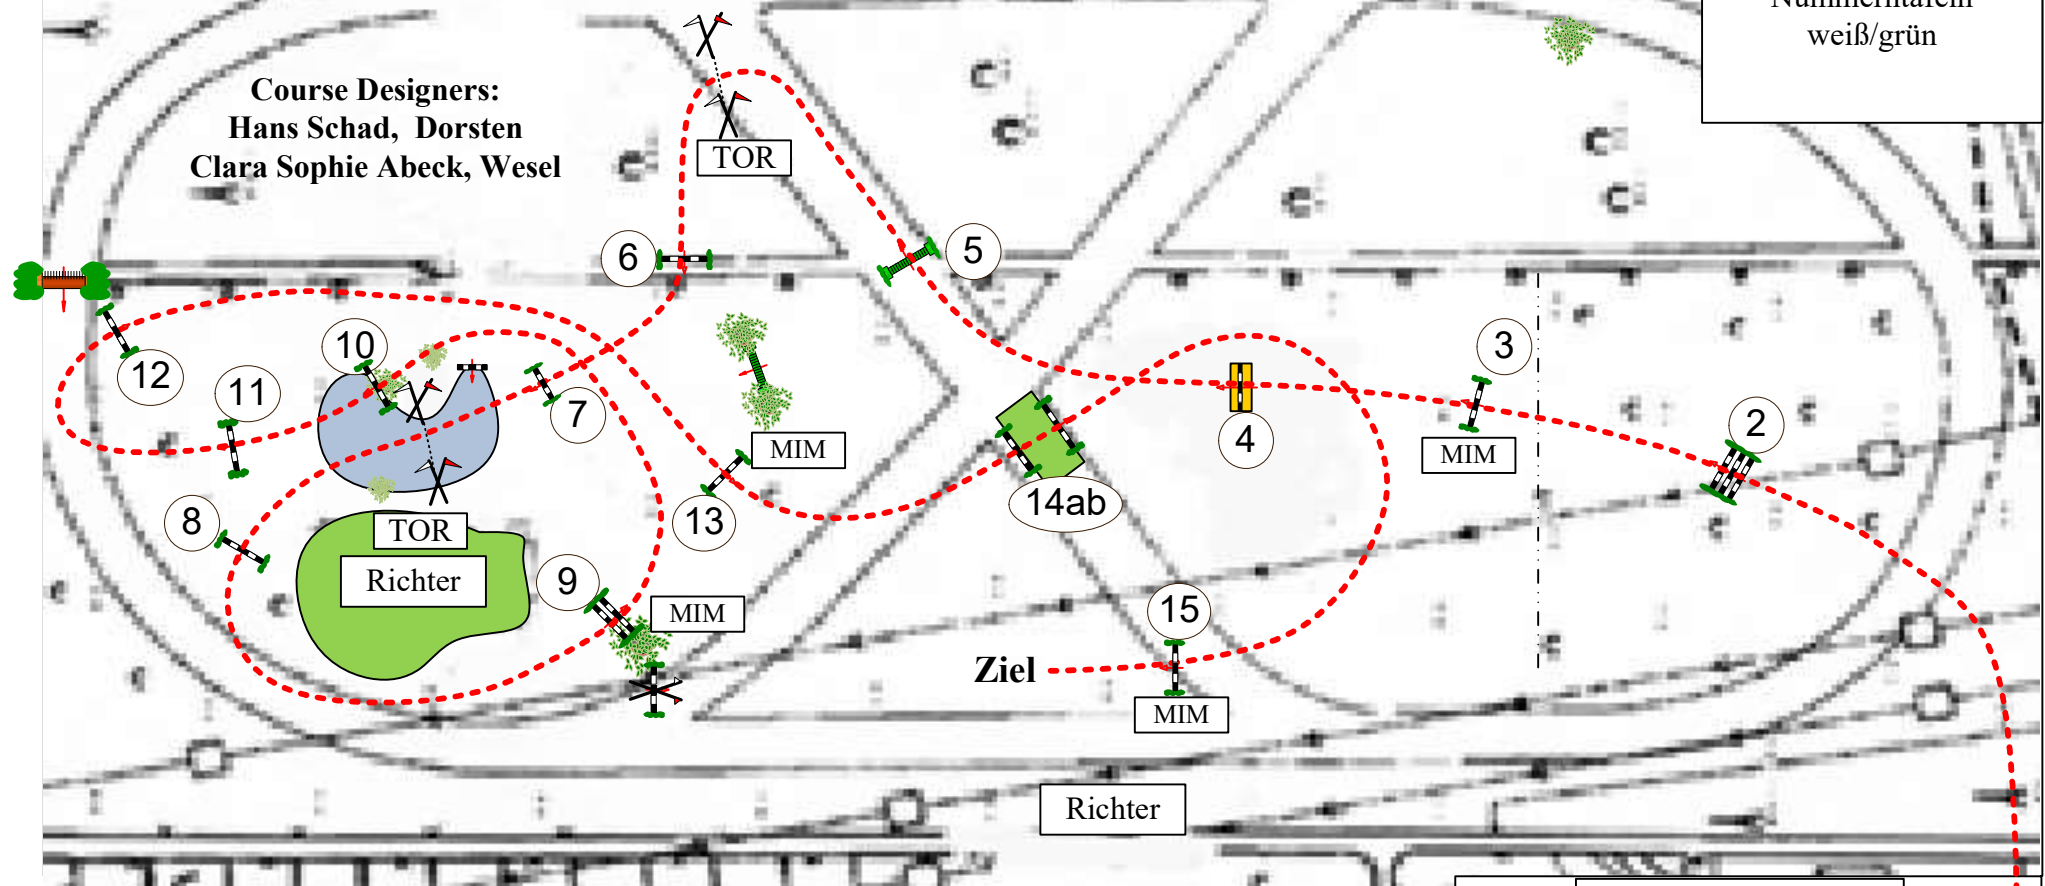 weiß/grün
Course Designers:
Hans Schad, Dorsten
Clara Sophie Abeck, Wesel
TOR
6
5
3
10
12
11
7
MIM
4
MIM
2
8
TOR
13
14ab
Richter
9
MIM
15
Ziel
MIM
Richter